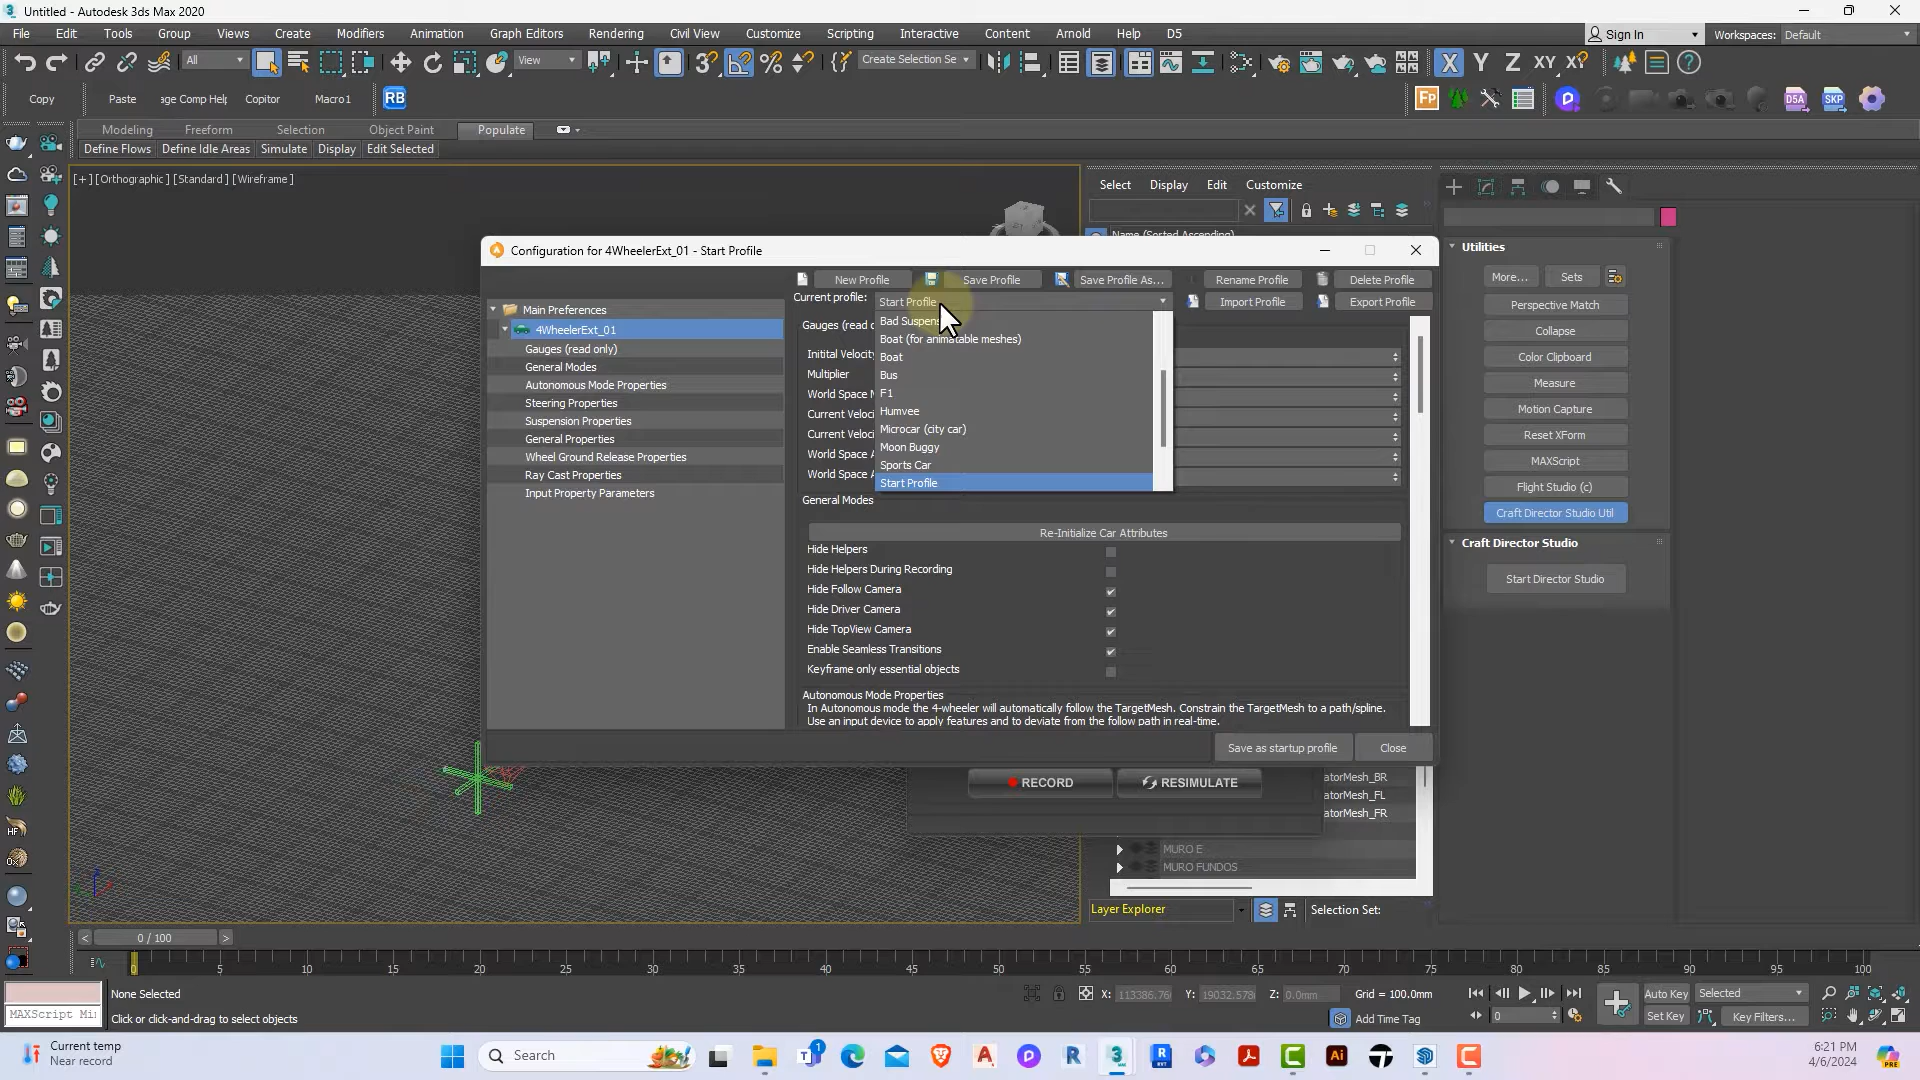 Untitled - Autodesk 3ds Max 2020
File Edit Tools Group Views Create Modifiers Animation Graph Editors Rendering Civil View Customize Scripting Interactive Content Arnold Help D5
Sign In Workspaces: Default
All View Create Selection Se X Y Z XY XY
Copy Paste age Comp Help Copitor Macro1 RB Fp D5A SKP
Modeling Freeform Selection Object Paint Populate
Define Flows Define Idle Areas Simulate Display Edit Selected
[+] [Orthographic] [Standard] [Wireframe]
Select Display Edit Customize
Name (Sorted Ascending)
Configuration for 4WheelerExt_01 - Start Profile
New Profile Save Profile Save Profile As... Rename Profile Delete Profile
Current profile: Start Profile Import Profile Export Profile
Main Preferences
4WheelerExt_01
Gauges (read only)
General Modes
Autonomous Mode Properties
Steering Properties
Suspension Properties
General Properties
Wheel Ground Release Properties
Ray Cast Properties
Input Property Parameters
Gauges (read o
Initital Velocity
Multiplier
World Space M
Current Veloci
Current Veloci
World Space A
World Space A
Bad Suspens
Boat (for animatable meshes)
Boat
Bus
F1
Humvee
Microcar (city car)
Moon Buggy
Sports Car
Start Profile
General Modes
Re-Initialize Car Attributes
Hide Helpers
Hide Helpers During Recording
Hide Follow Camera
Hide Driver Camera
Hide TopView Camera
Enable Seamless Transitions
Keyframe only essential objects
Autonomous Mode Properties
In Autonomous mode the 4-wheeler will automatically follow the TargetMesh. Constrain the TargetMesh to a path/spline.
Use an input device to apply features and to deviate from the follow path in real-time.
Save as startup profile Close
RECORD RESIMULATE
atorMesh_BR
atorMesh_FL
atorMesh_FR
MURO E
MURO FUNDOS
Layer Explorer Selection Set:
Utilities
More... Sets
Perspective Match
Collapse
Color Clipboard
Measure
Motion Capture
Reset XForm
MAXScript
Flight Studio (c)
Craft Director Studio Util
Craft Director Studio
Start Director Studio
0 / 100
0 5 10 15 20 25 30 35 40 45 50 55 60 65 70 75 80 85 90 95 100
None Selected
X: 113386.76 Y: 19032.578 Z: 0.0mm Grid = 100.0mm
Auto Key Selected
MAXScript Mi
Click or click-and-drag to select objects
Add Time Tag
0
Set Key Key Filters...
Current temp
Near record
Search
6:21 PM
4/6/2024